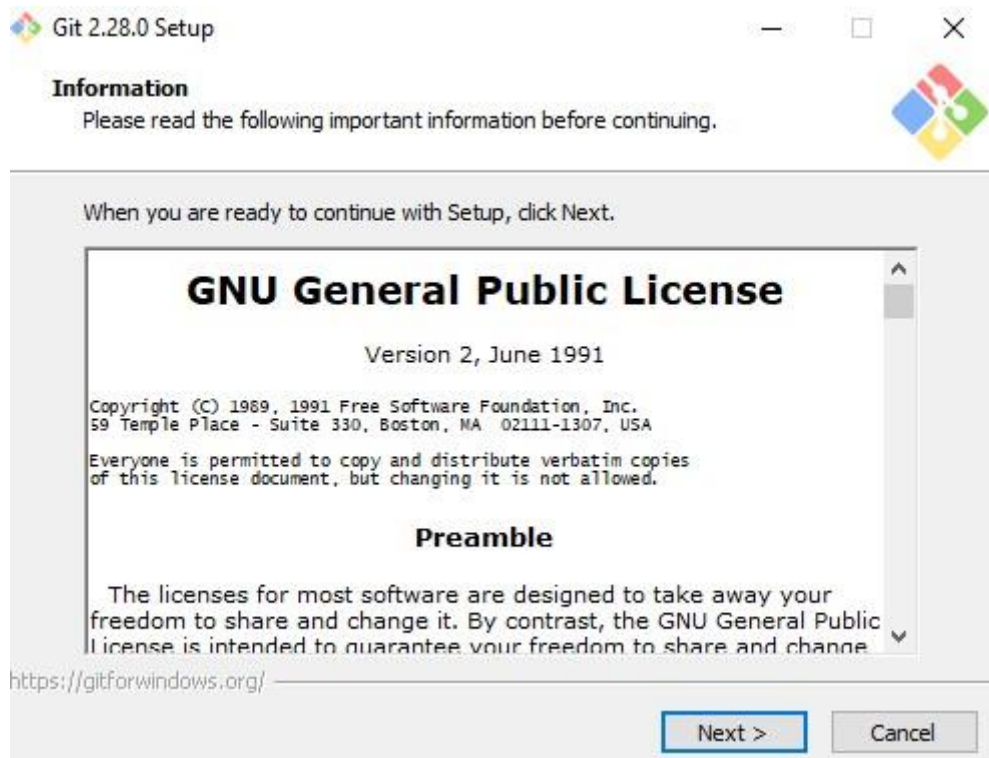 Git 2.28.0 Setup
Information
Please read the following important information before continuing.
When you are ready to continue with Setup, click Next.
GNU General Public License
Version 2, June 1991
Copyright (C) 1989, 1991 Free Software Foundation, Inc.
59 Temple Place - Suite 330, Boston, MA  02111-1307, USA
Everyone is permitted to copy and distribute verbatim copies
of this license document, but changing it is not allowed.
Preamble
The licenses for most software are designed to take away your
freedom to share and change it. By contrast, the GNU General Public
License is intended to guarantee your freedom to share and change
https://gitforwindows.org/
Next >
Cancel